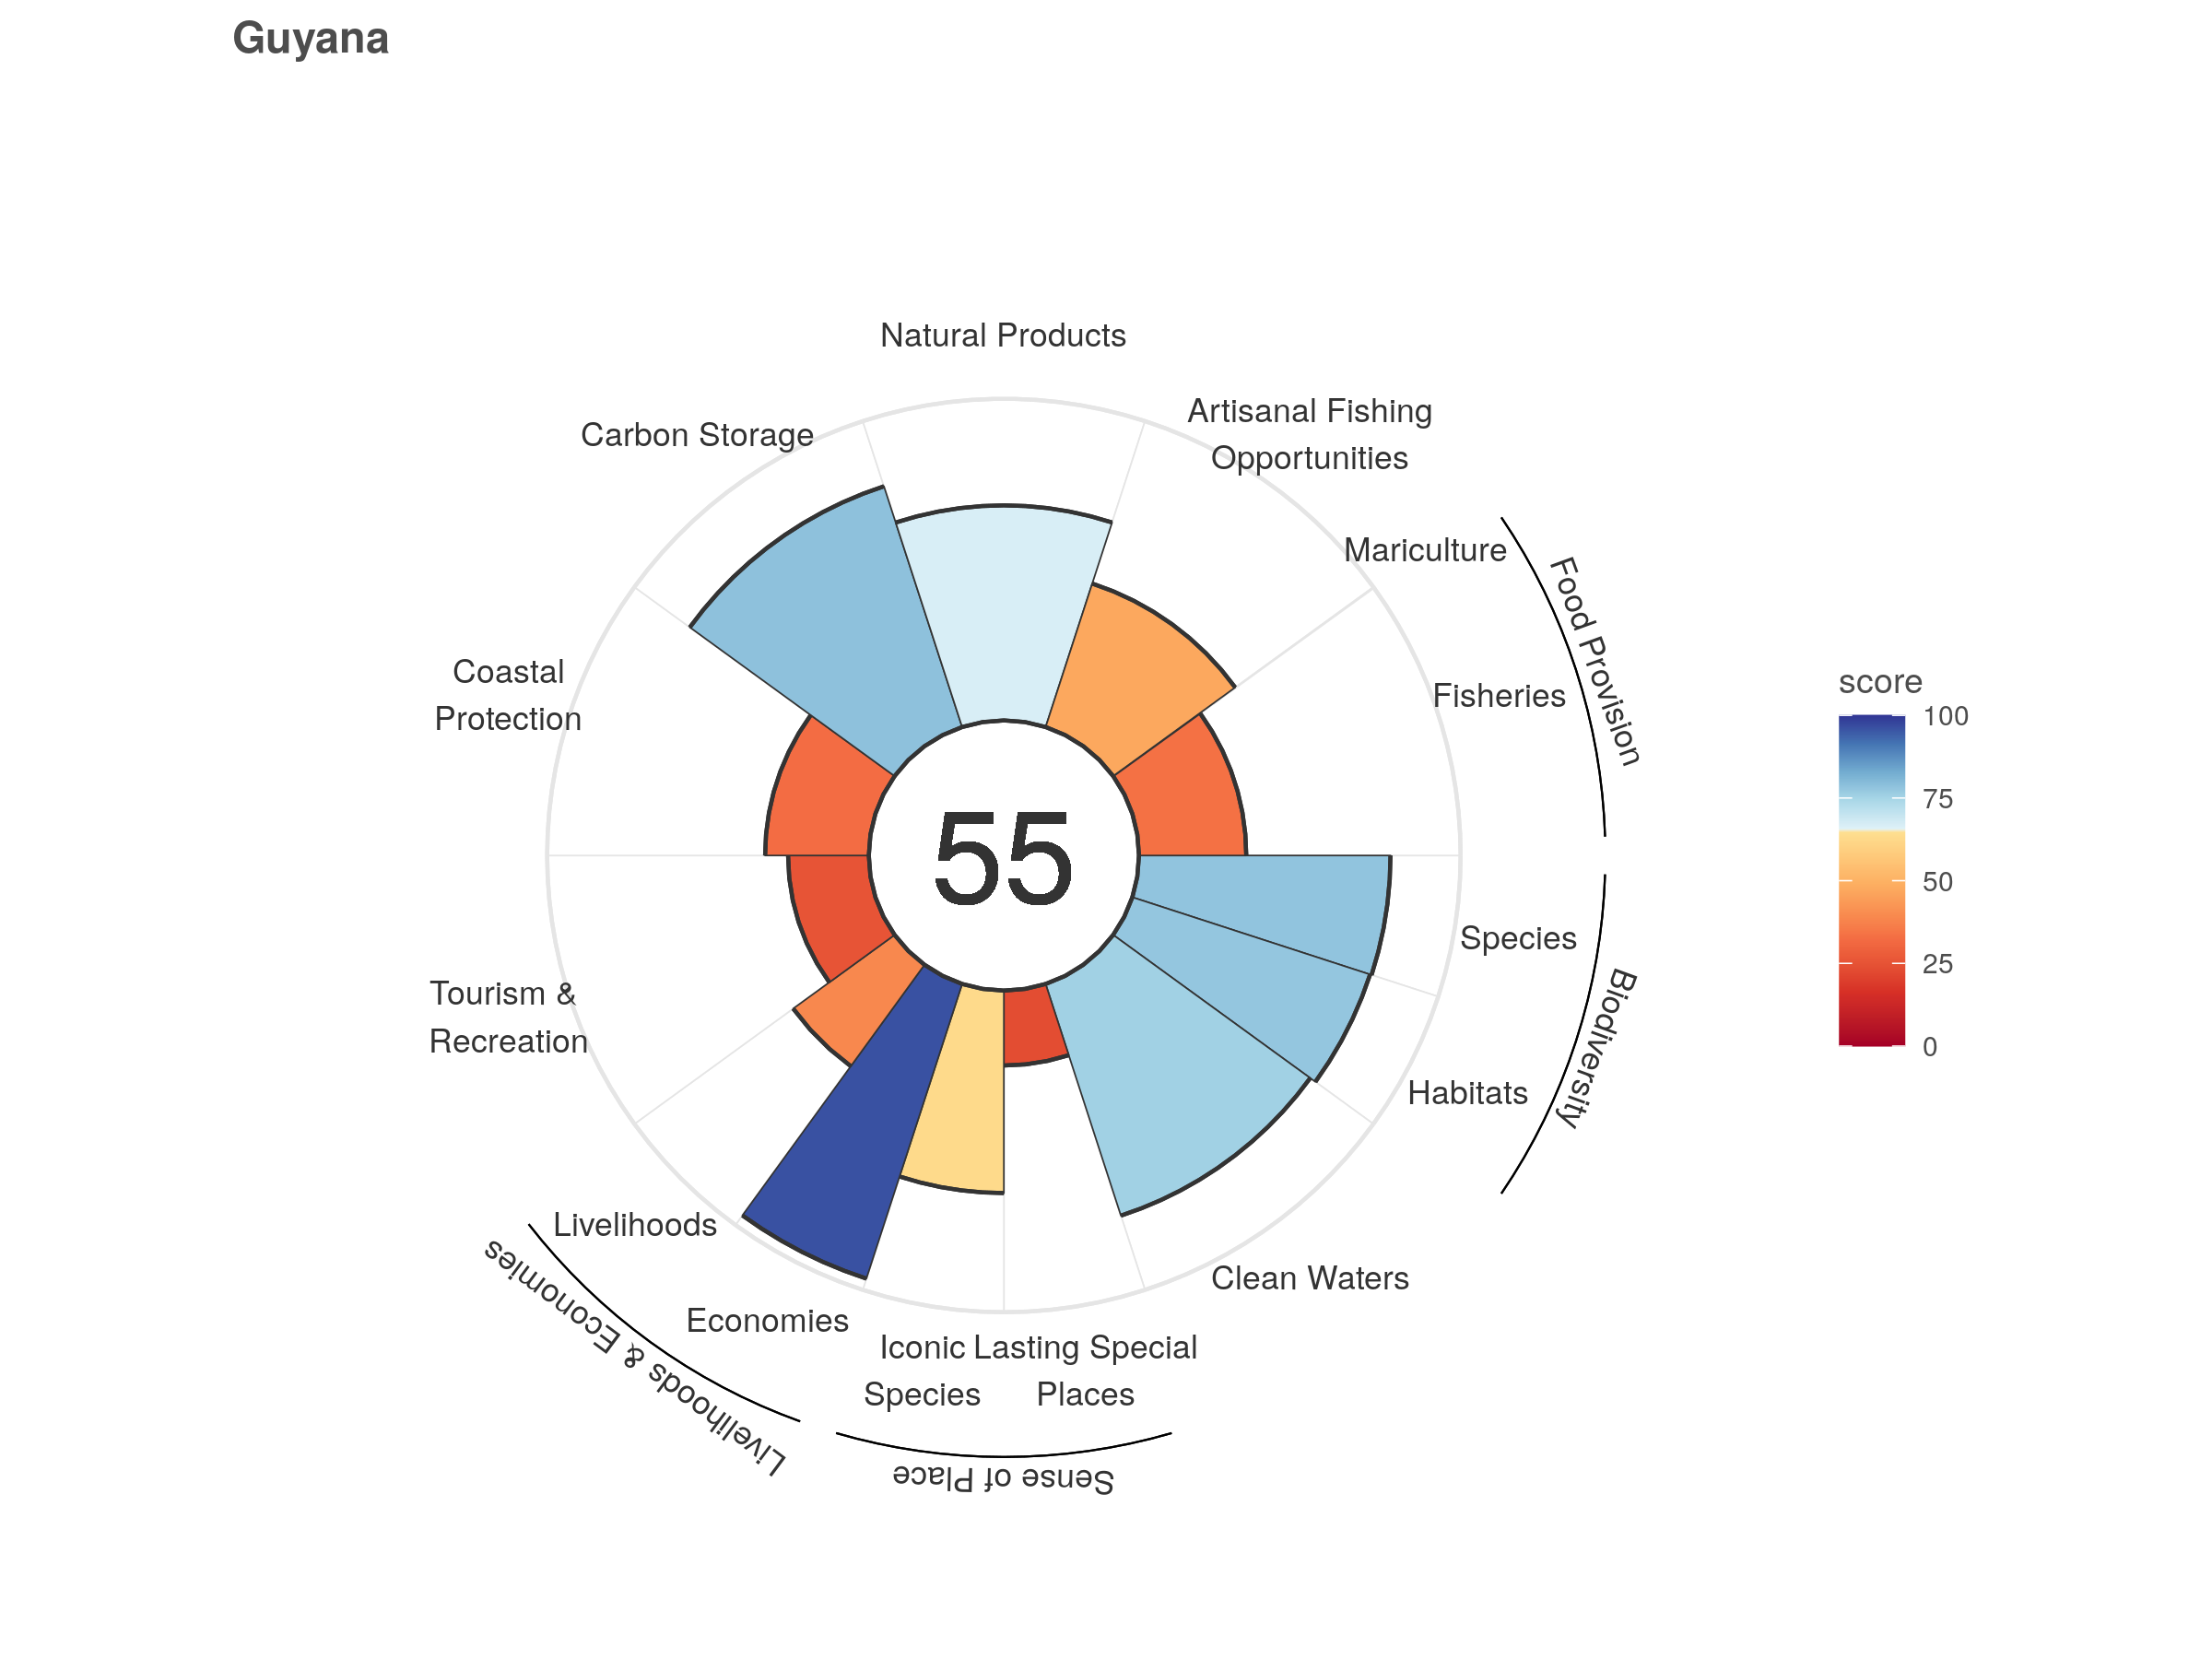 Guyana
Natural Products
Artisanal Fishing
Opportunities
Carbon Storage
Mariculture
Food Provision
Fisheries
Coastal
Protection
score
100
75
50
25
0
55
Species
Biodiversity
Habitats
Tourism &
Recreation
Livelihoods
Clean Waters
Economies
Livelihoods & Economies
Iconic
Species
Lasting Special
Places
Sense of Place